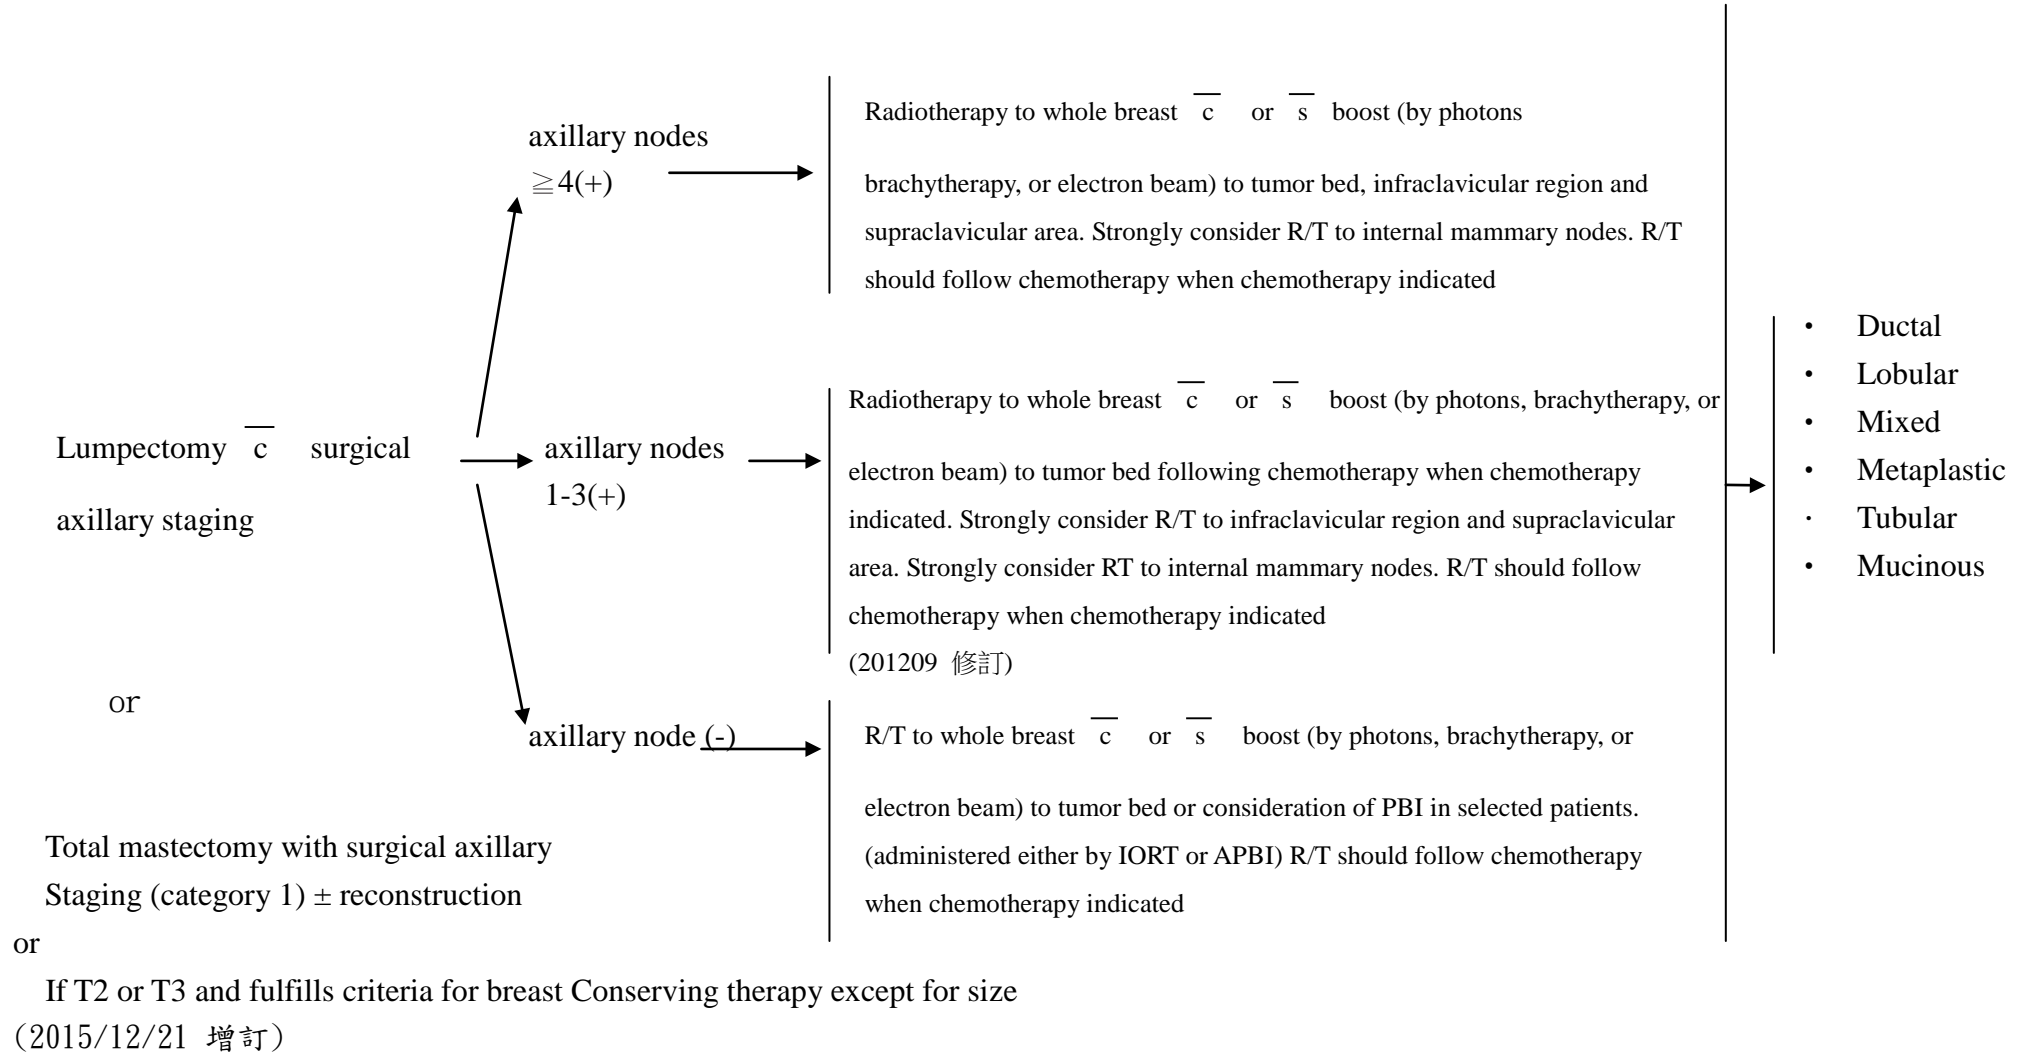 axillary nodes
≧4(+)
Radiotherapy to whole breast c̅ or s̅ boost (by photons
brachytherapy, or electron beam) to tumor bed, infraclavicular region and
supraclavicular area. Strongly consider R/T to internal mammary nodes. R/T
should follow chemotherapy when chemotherapy indicated
Lumpectomy c̅ surgical
axillary staging
axillary nodes
1-3(+)
Radiotherapy to whole breast c̅ or s̅ boost (by photons, brachytherapy, or
electron beam) to tumor bed following chemotherapy when chemotherapy
indicated. Strongly consider R/T to infraclavicular region and supraclavicular
area. Strongly consider RT to internal mammary nodes. R/T should follow
chemotherapy when chemotherapy indicated
(201209 修訂)
or
axillary node (-)
R/T to whole breast c̅ or s̅ boost (by photons, brachytherapy, or
electron beam) to tumor bed or consideration of PBI in selected patients.
(administered either by IORT or APBI) R/T should follow chemotherapy
when chemotherapy indicated
• Ductal
• Lobular
• Mixed
• Metaplastic
· Tubular
• Mucinous
Total mastectomy with surgical axillary
Staging (category 1) ± reconstruction
or
If T2 or T3 and fulfills criteria for breast Conserving therapy except for size
(2015/12/21 增訂)